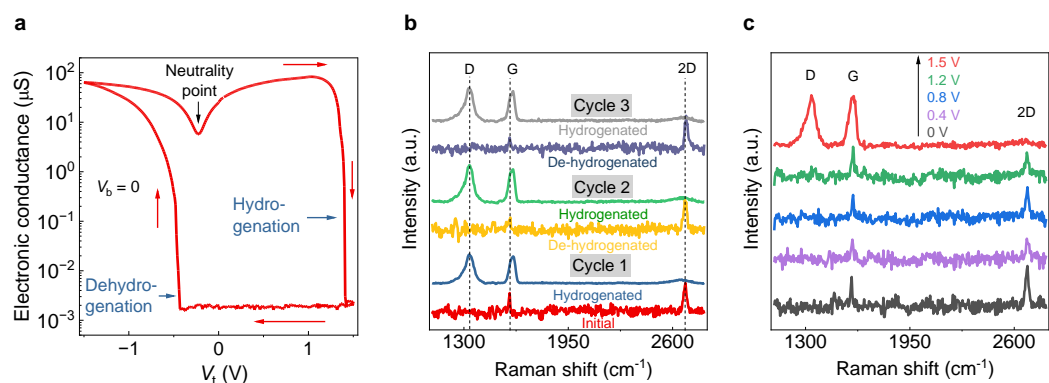 a
Electronic conductance (μS)
10²
10¹
10⁰
10⁻¹
10⁻²
10⁻³
Neutrality
point
V_b = 0
Hydro-
genation
Dehydro-
genation
−1
0
1
V_t (V)
b
Intensity (a.u.)
D
G
2D
Cycle 3
Hydrogenated
De-hydrogenated
Cycle 2
Hydrogenated
De-hydrogenated
Cycle 1
Hydrogenated
Initial
1300
1950
2600
Raman shift (cm⁻¹)
c
Intensity (a.u.)
D
G
1.5 V
1.2 V
0.8 V
0.4 V
0 V
2D
1300
1950
2600
Raman shift (cm⁻¹)